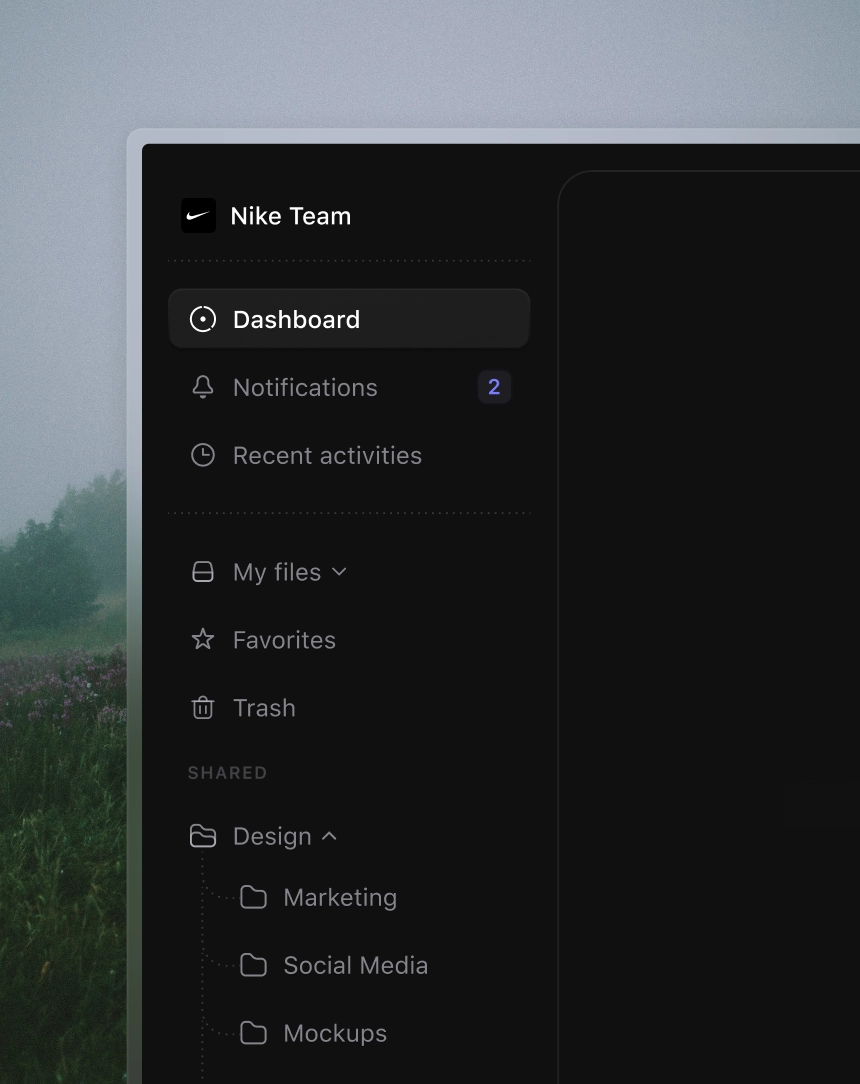 Nike Team
Dashboard
Notifications 2
Recent activities
My files
Favorites
Trash
SHARED
Design
Marketing
Social Media
Mockups